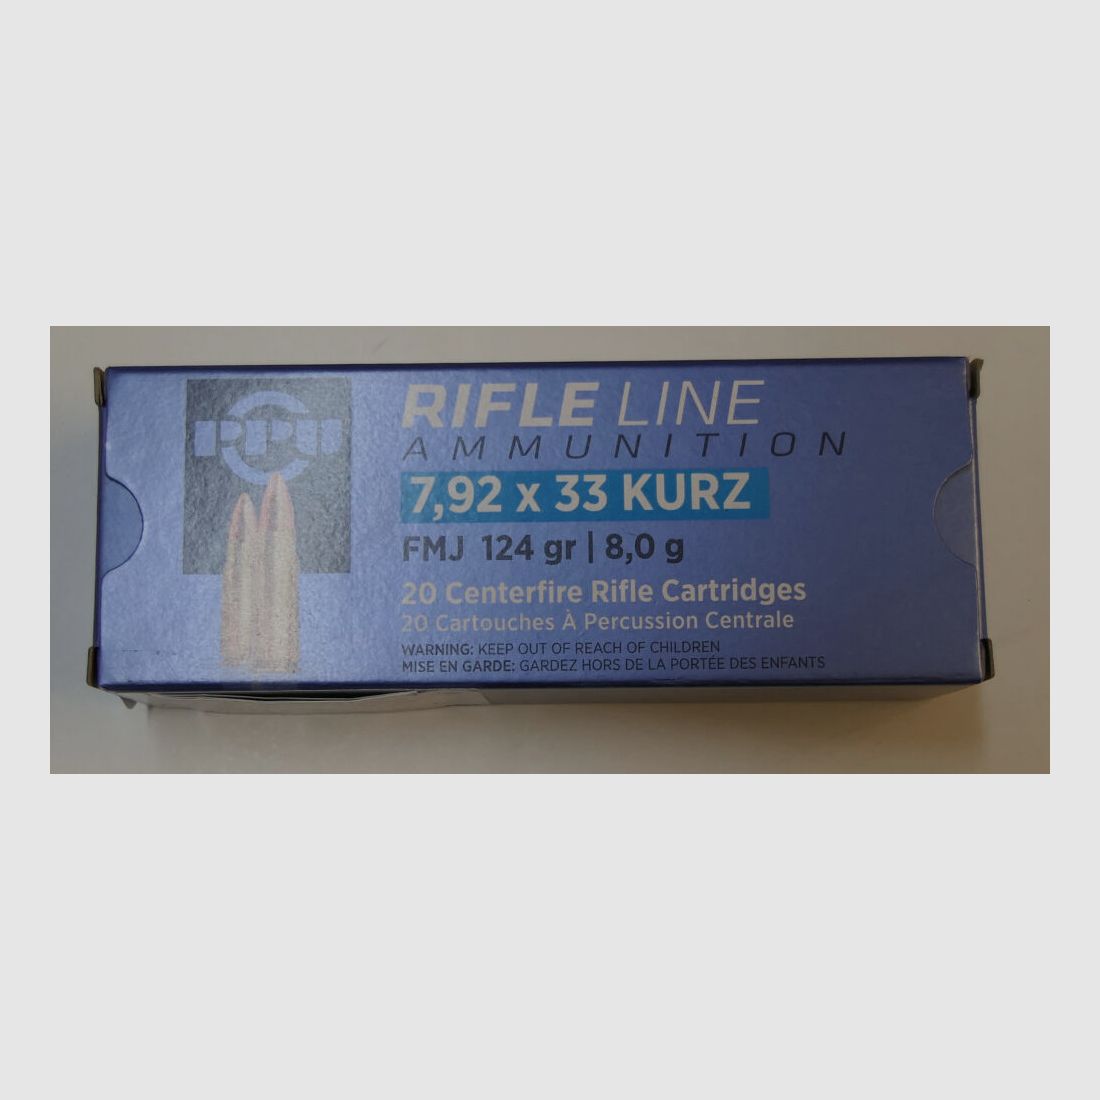 PPU
RIFLE LINE
AMMUNITION
7,92 x 33 KURZ
FMJ 124 gr | 8,0 g
20 Centerfire Rifle Cartridges
20 Cartouches À Percussion Centrale
WARNING: KEEP OUT OF REACH OF CHILDREN
MISE EN GARDE: GARDEZ HORS DE LA PORTÉE DES ENFANTS